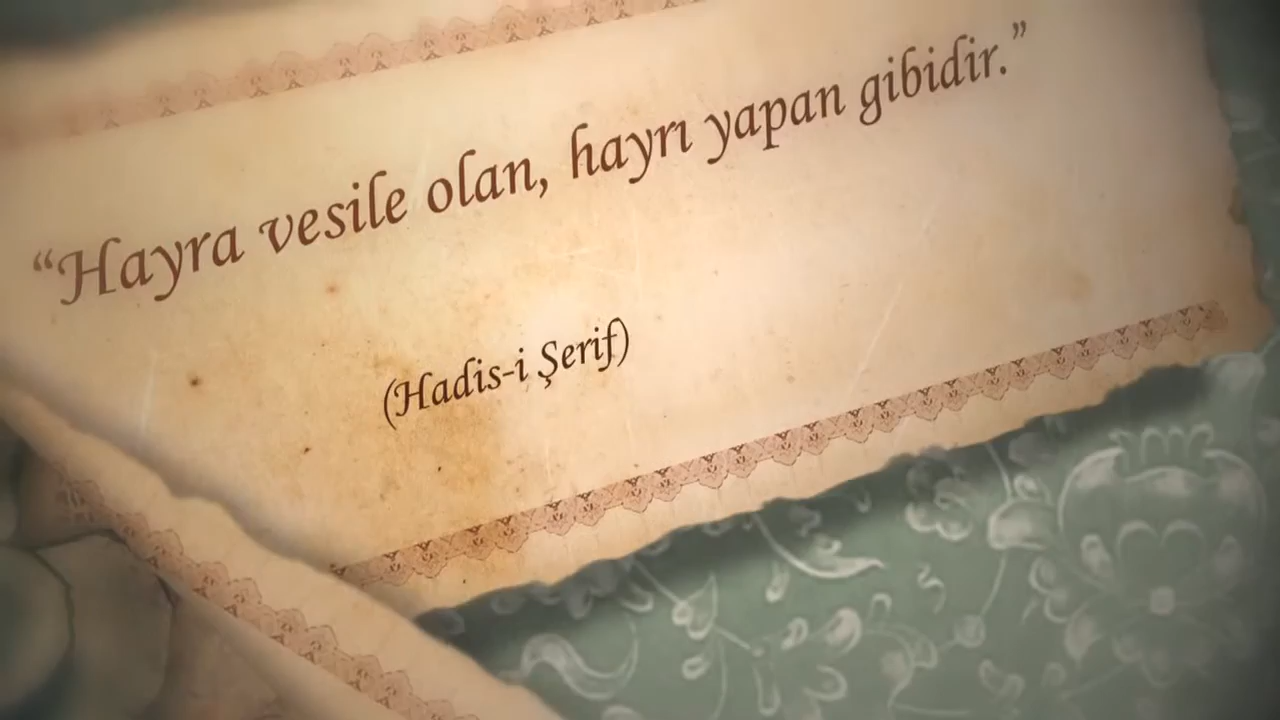 “Hayra vesile olan, hayrı yapan gibidir.”
(Hadis-i Şerif)